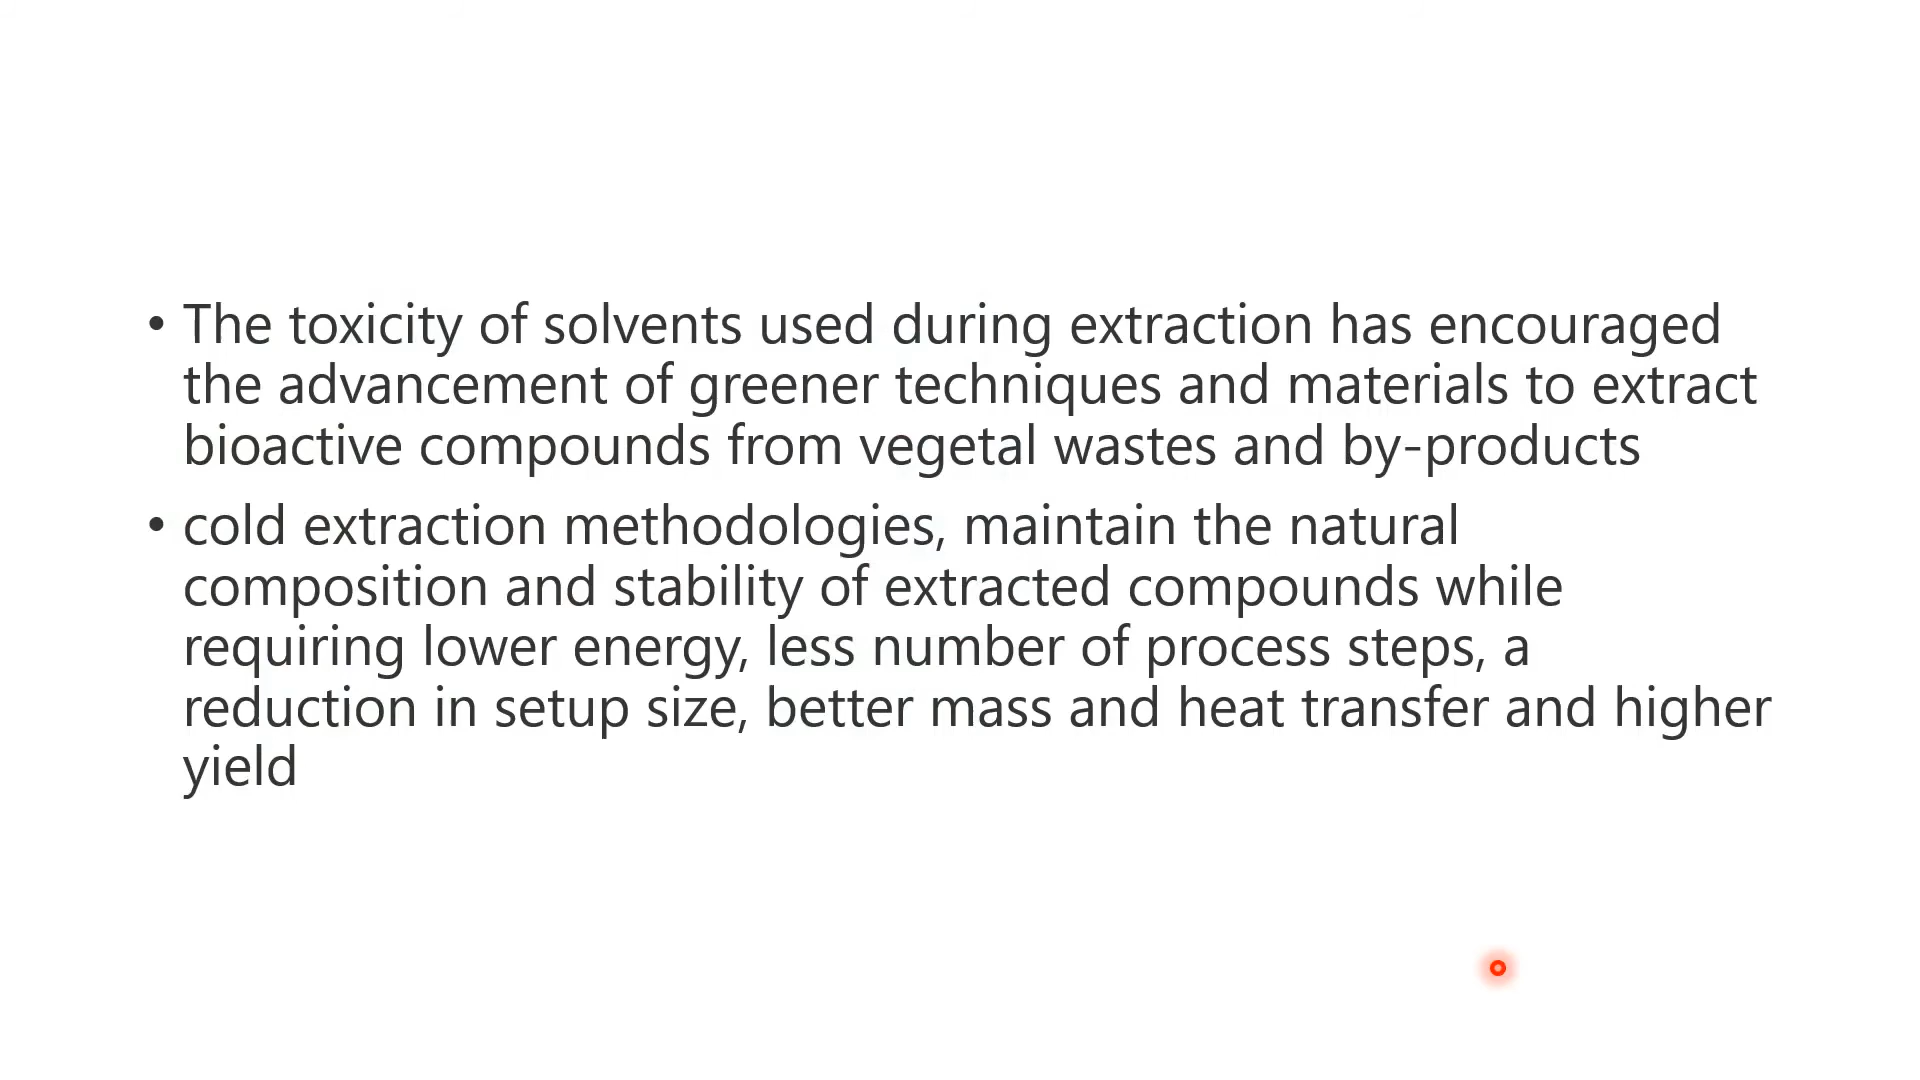 • The toxicity of solvents used during extraction has encouraged
the advancement of greener techniques and materials to extract
bioactive compounds from vegetal wastes and by-products
• cold extraction methodologies, maintain the natural
composition and stability of extracted compounds while
requiring lower energy, less number of process steps, a
reduction in setup size, better mass and heat transfer and higher
yield